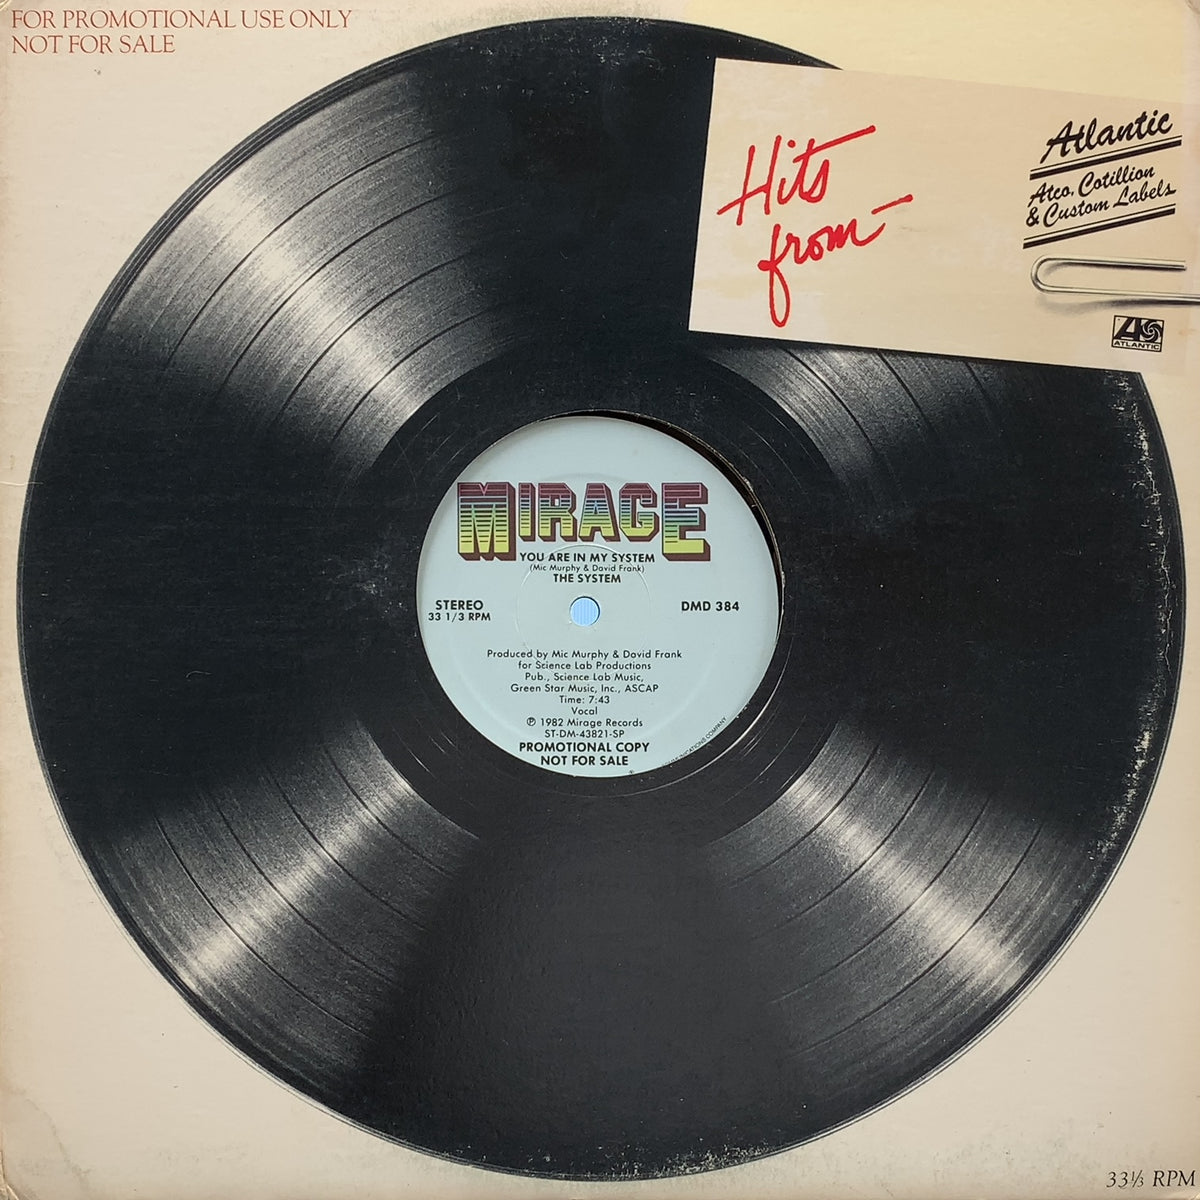 FOR PROMOTIONAL USE ONLY
NOT FOR SALE
Hits
from
Atlantic
Atco, Cotillion
& Custom Labels
ATLANTIC
MIRAGE
YOU ARE IN MY SYSTEM
(Mic Murphy & David Frank)
THE SYSTEM
STEREO
33 1/3 RPM
DMD 384
Produced by Mic Murphy & David Frank
for Science Lab Productions
Pub., Science Lab Music,
Green Star Music, Inc., ASCAP
Time: 7:43
Vocal
℗ 1982 Mirage Records
ST-DM-43821-SP
PROMOTIONAL COPY
NOT FOR SALE
COMPANY
33⅓ RPM